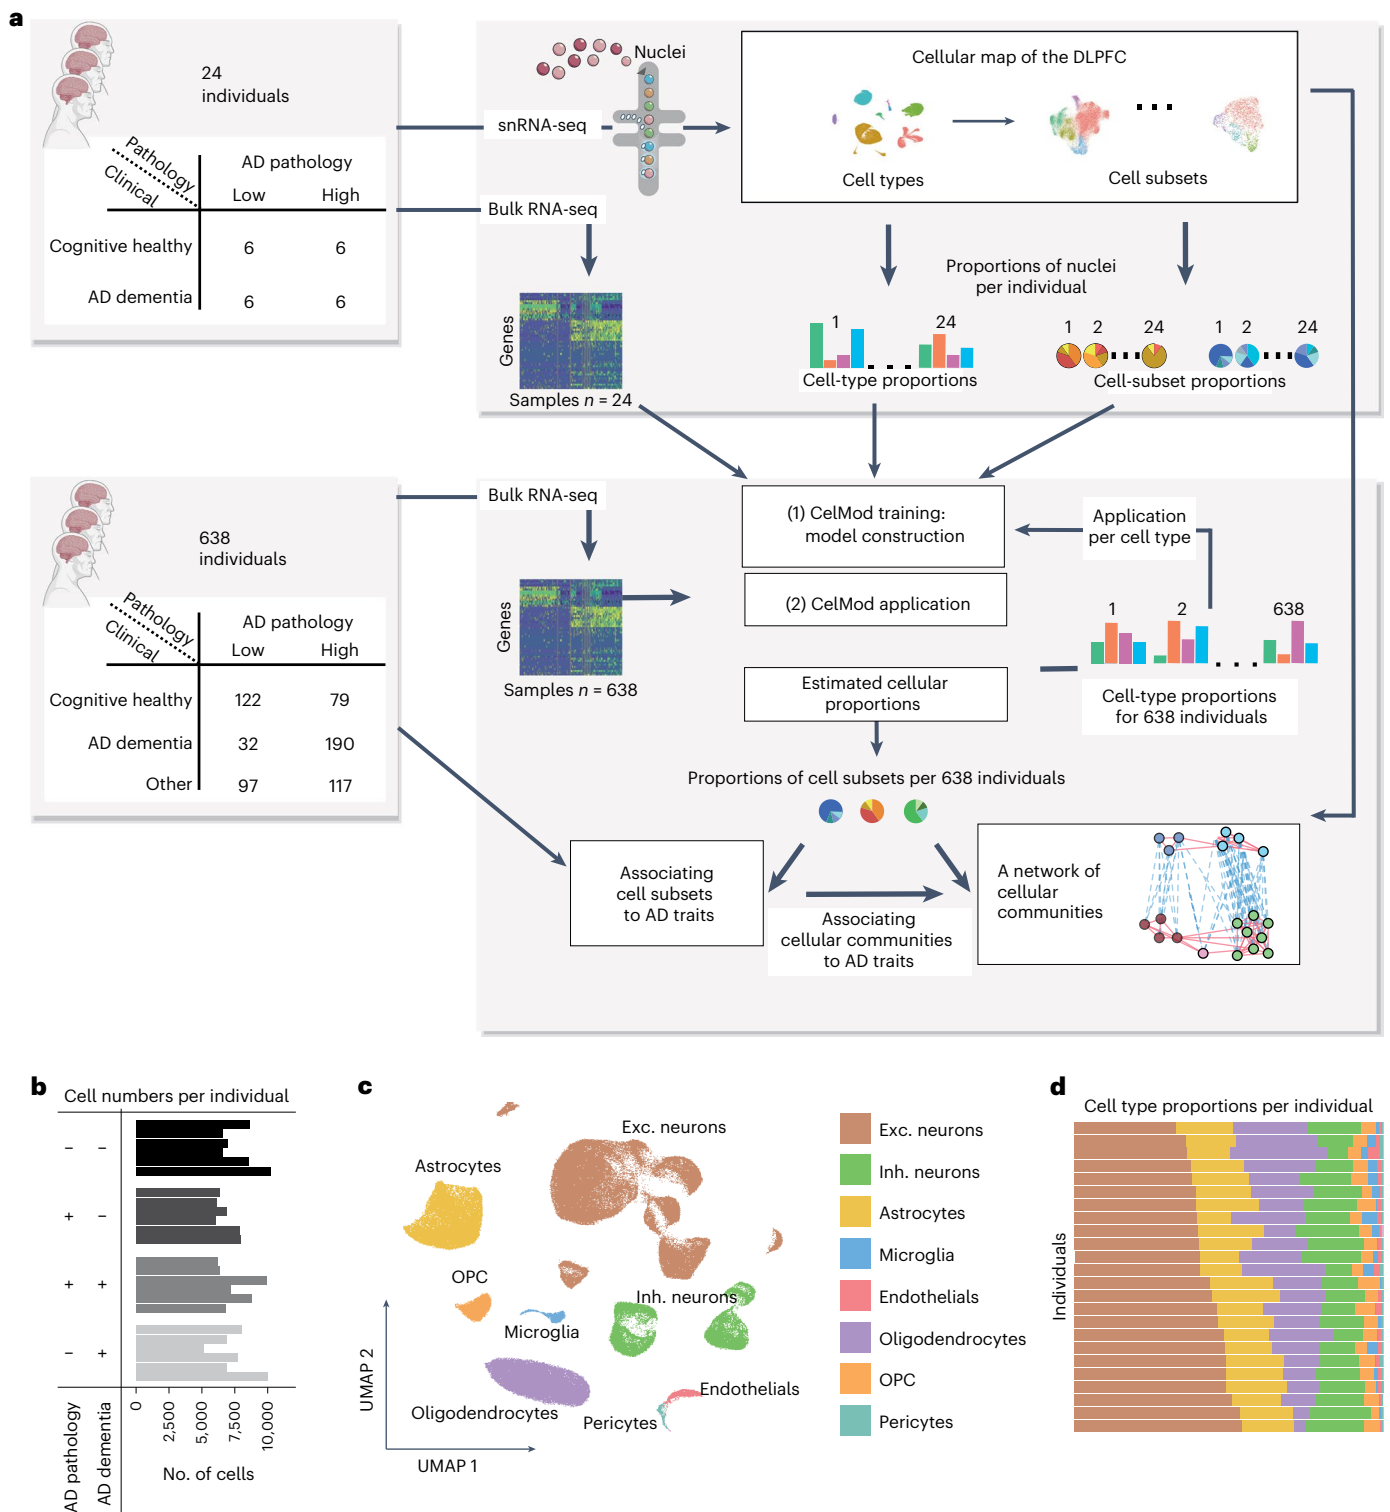 a
24
individuals
Pathology
Clinical
AD pathology
Low High
Cognitive healthy 6 6
AD dementia 6 6
Nuclei
snRNA-seq
Bulk RNA-seq
Genes
Samples n = 24
Cellular map of the DLPFC
Cell types
Cell subsets
Proportions of nuclei
per individual
1 24
Cell-type proportions
1 2 24
1 2 24
Cell-subset proportions
638
individuals
Pathology
Clinical
AD pathology
Low High
Cognitive healthy 122 79
AD dementia 32 190
Other 97 117
Bulk RNA-seq
Genes
Samples n = 638
(1) CelMod training:
model construction
(2) CelMod application
Application
per cell type
1 2 638
Cell-type proportions
for 638 individuals
Estimated cellular
proportions
Proportions of cell subsets per 638 individuals
Associating
cell subsets
to AD traits
Associating
cellular communities
to AD traits
A network of
cellular
communities
b
Cell numbers per individual
– –
+ –
+ +
– +
AD pathology
AD dementia
0
2,500
5,000
7,500
10,000
No. of cells
c
Exc. neurons
Astrocytes
OPC
Microglia
Inh. neurons
Oligodendrocytes
Endothelials
Pericytes
UMAP 2
UMAP 1
Exc. neurons
Inh. neurons
Astrocytes
Microglia
Endothelials
Oligodendrocytes
OPC
Pericytes
d
Cell type proportions per individual
Individuals